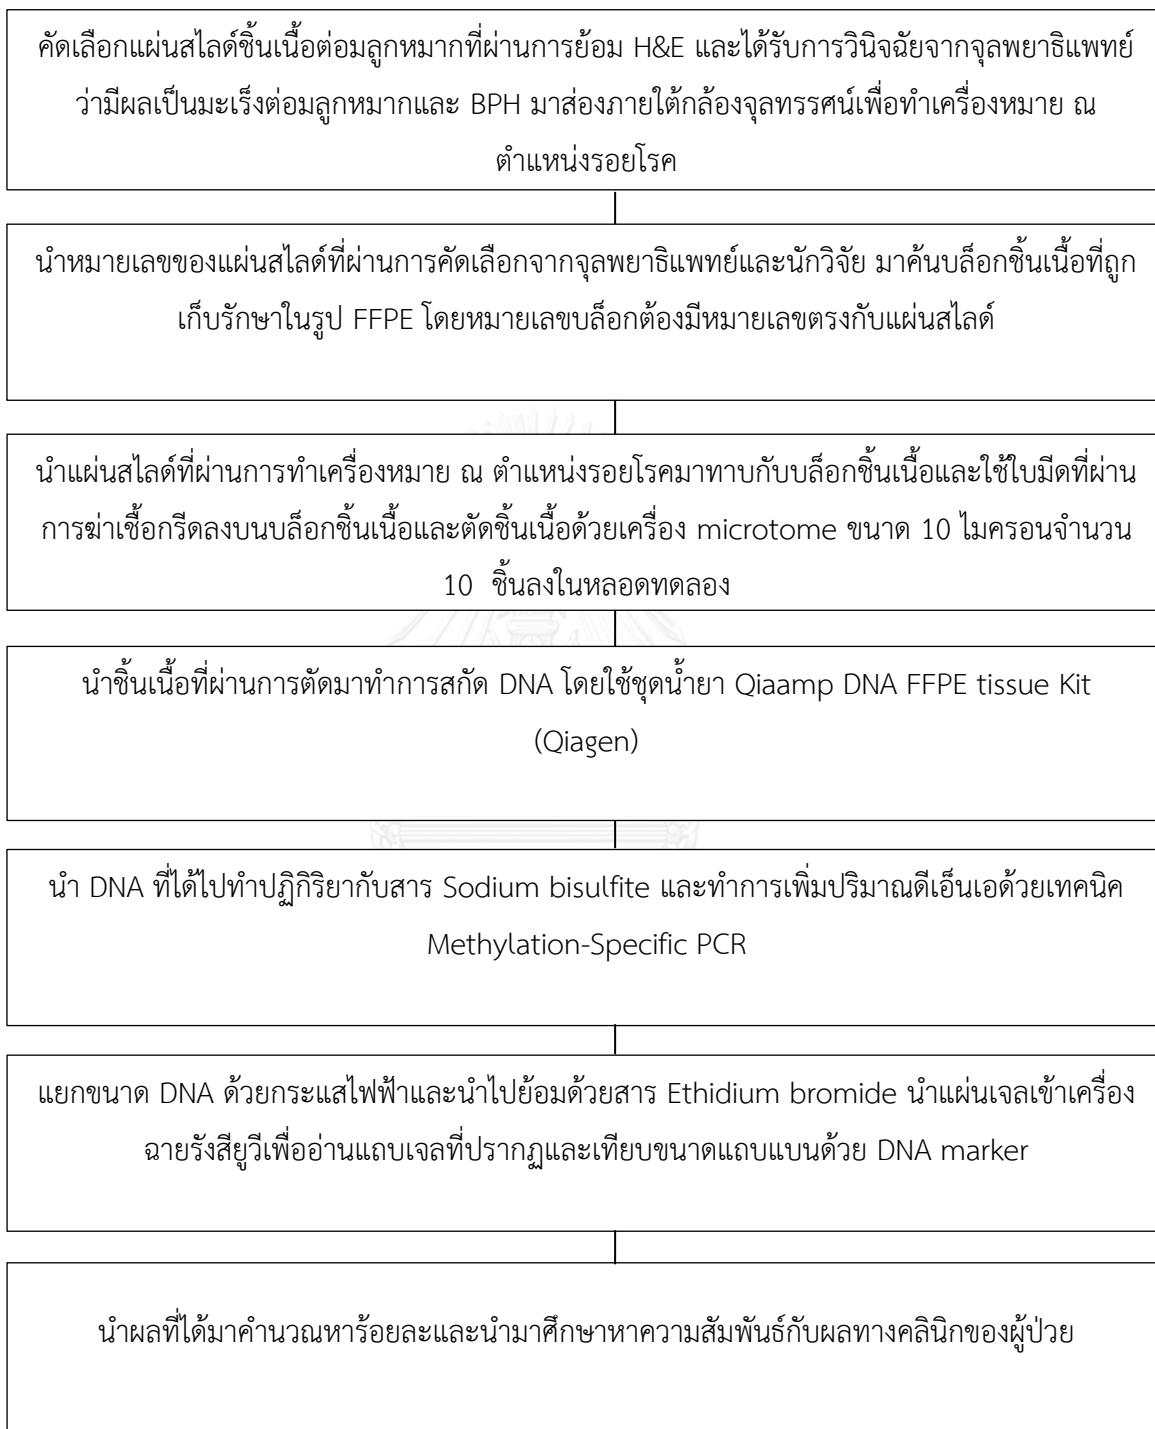 คัดเลือกแผ่นสไลด์ชิ้นเนื้อต่อมลูกหมากที่ผ่านการย้อม H&E และได้รับการวินิจฉัยจากจุลพยาธิแพทย์
ว่ามีผลเป็นมะเร็งต่อมลูกหมากและ BPH มาส่องภายใต้กล้องจุลทรรศน์เพื่อทำเครื่องหมาย ณ
ตำแหน่งรอยโรค
นำหมายเลขของแผ่นสไลด์ที่ผ่านการคัดเลือกจากจุลพยาธิแพทย์และนักวิจัย มาค้นบล็อกชิ้นเนื้อที่ถูก
เก็บรักษาในรูป FFPE โดยหมายเลขบล็อกต้องมีหมายเลขตรงกับแผ่นสไลด์
นำแผ่นสไลด์ที่ผ่านการทำเครื่องหมาย ณ ตำแหน่งรอยโรคมาทาบกับบล็อกชิ้นเนื้อและใช้ใบมีดที่ผ่าน
การฆ่าเชื้อกรีดลงบนบล็อกชิ้นเนื้อและตัดชิ้นเนื้อด้วยเครื่อง microtome ขนาด 10 ไมครอนจำนวน
10 ชิ้นลงในหลอดทดลอง
นำชิ้นเนื้อที่ผ่านการตัดมาทำการสกัด DNA โดยใช้ชุดน้ำยา Qiaamp DNA FFPE tissue Kit
(Qiagen)
นำ DNA ที่ได้ไปทำปฏิกิริยากับสาร Sodium bisulfite และทำการเพิ่มปริมาณดีเอ็นเอด้วยเทคนิค
Methylation-Specific PCR
แยกขนาด DNA ด้วยกระแสไฟฟ้าและนำไปย้อมด้วยสาร Ethidium bromide นำแผ่นเจลเข้าเครื่อง
ฉายรังสียูวีเพื่ออ่านแถบเจลที่ปรากฏและเทียบขนาดแถบแบนด้วย DNA marker
นำผลที่ได้มาคำนวณหาร้อยละและนำมาศึกษาหาความสัมพันธ์กับผลทางคลินิกของผู้ป่วย